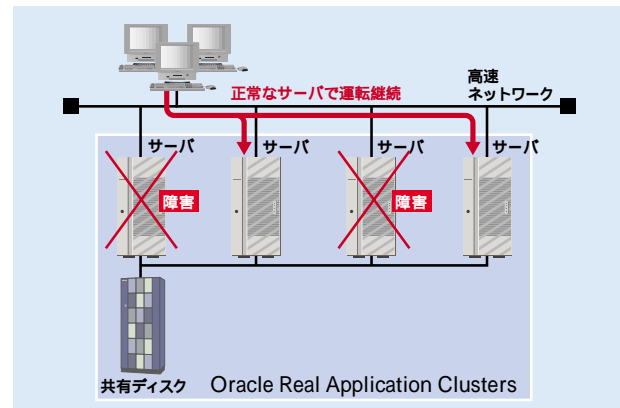 高速
ネットワーク
正常なサーバで運転継続
サーバ
サーバ
サーバ
サーバ
障害
障害
共有ディスク
Oracle Real Application Clusters